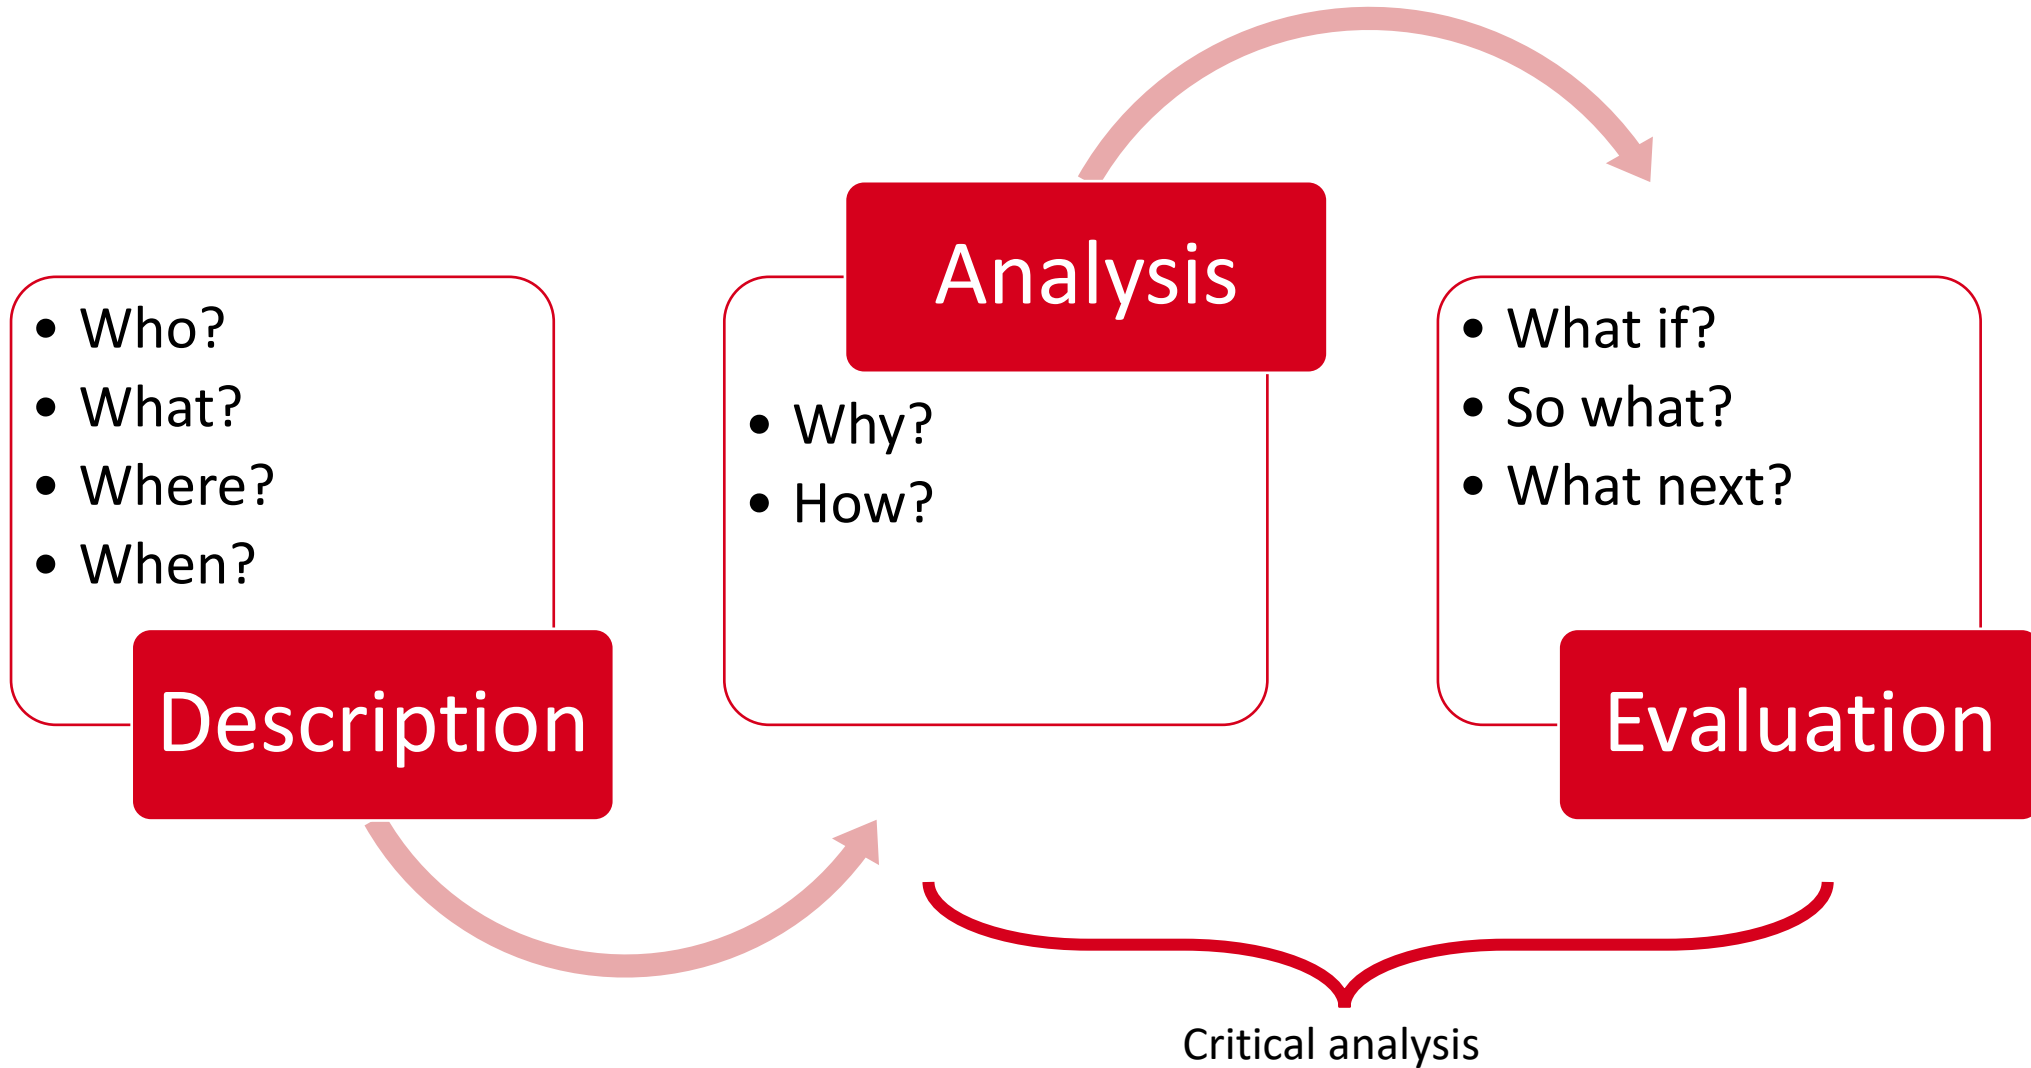 • Who?
• What?
• Where?
• When?
Description
Analysis
• Why?
• How?
• What if?
• So what?
• What next?
Evaluation
Critical analysis